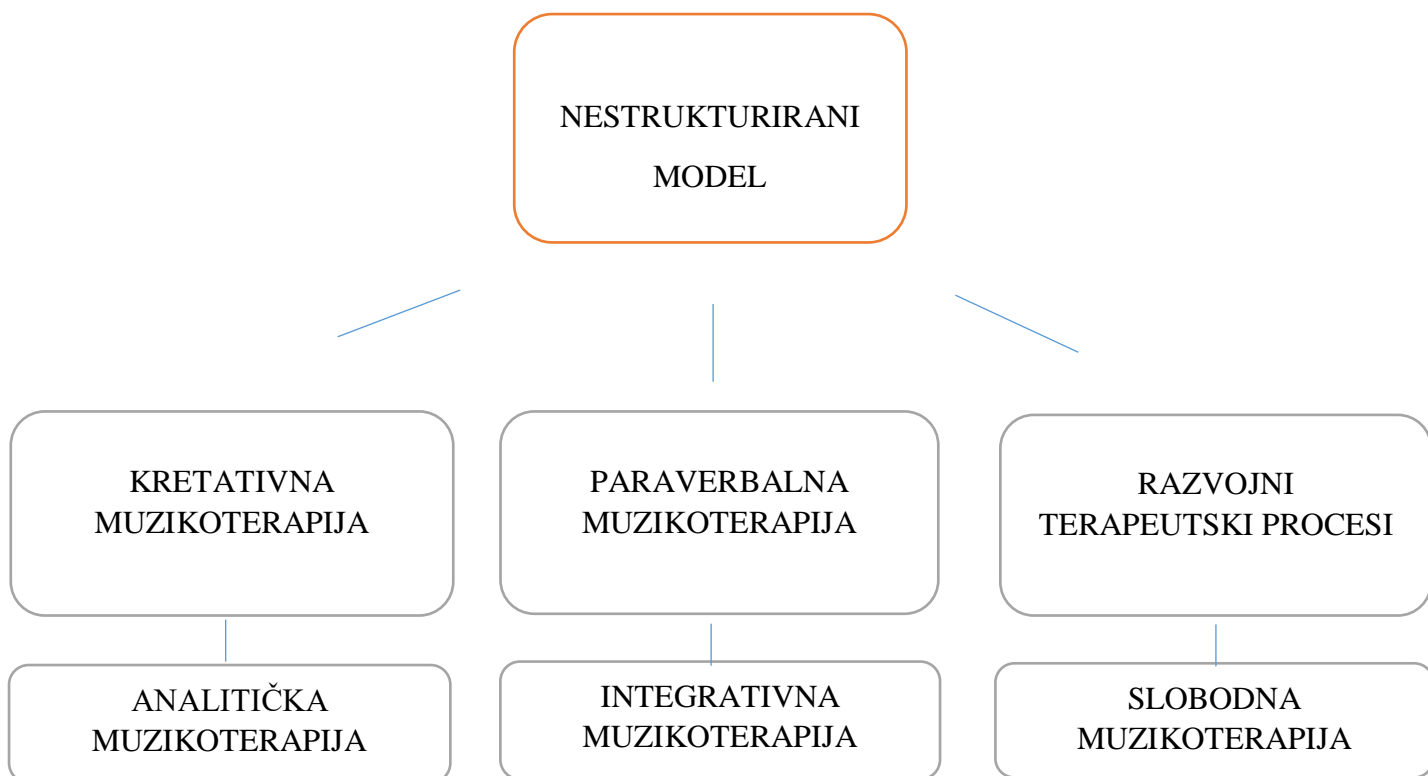 NESTRUKTURIRANI
MODEL
KRETATIVNA
MUZIKOTERAPIJA
PARAVERBALNA
MUZIKOTERAPIJA
RAZVOJNI
TERAPEUTSKI PROCESI
ANALITIČKA
MUZIKOTERAPIJA
INTEGRATIVNA
MUZIKOTERAPIJA
SLOBODNA
MUZIKOTERAPIJA